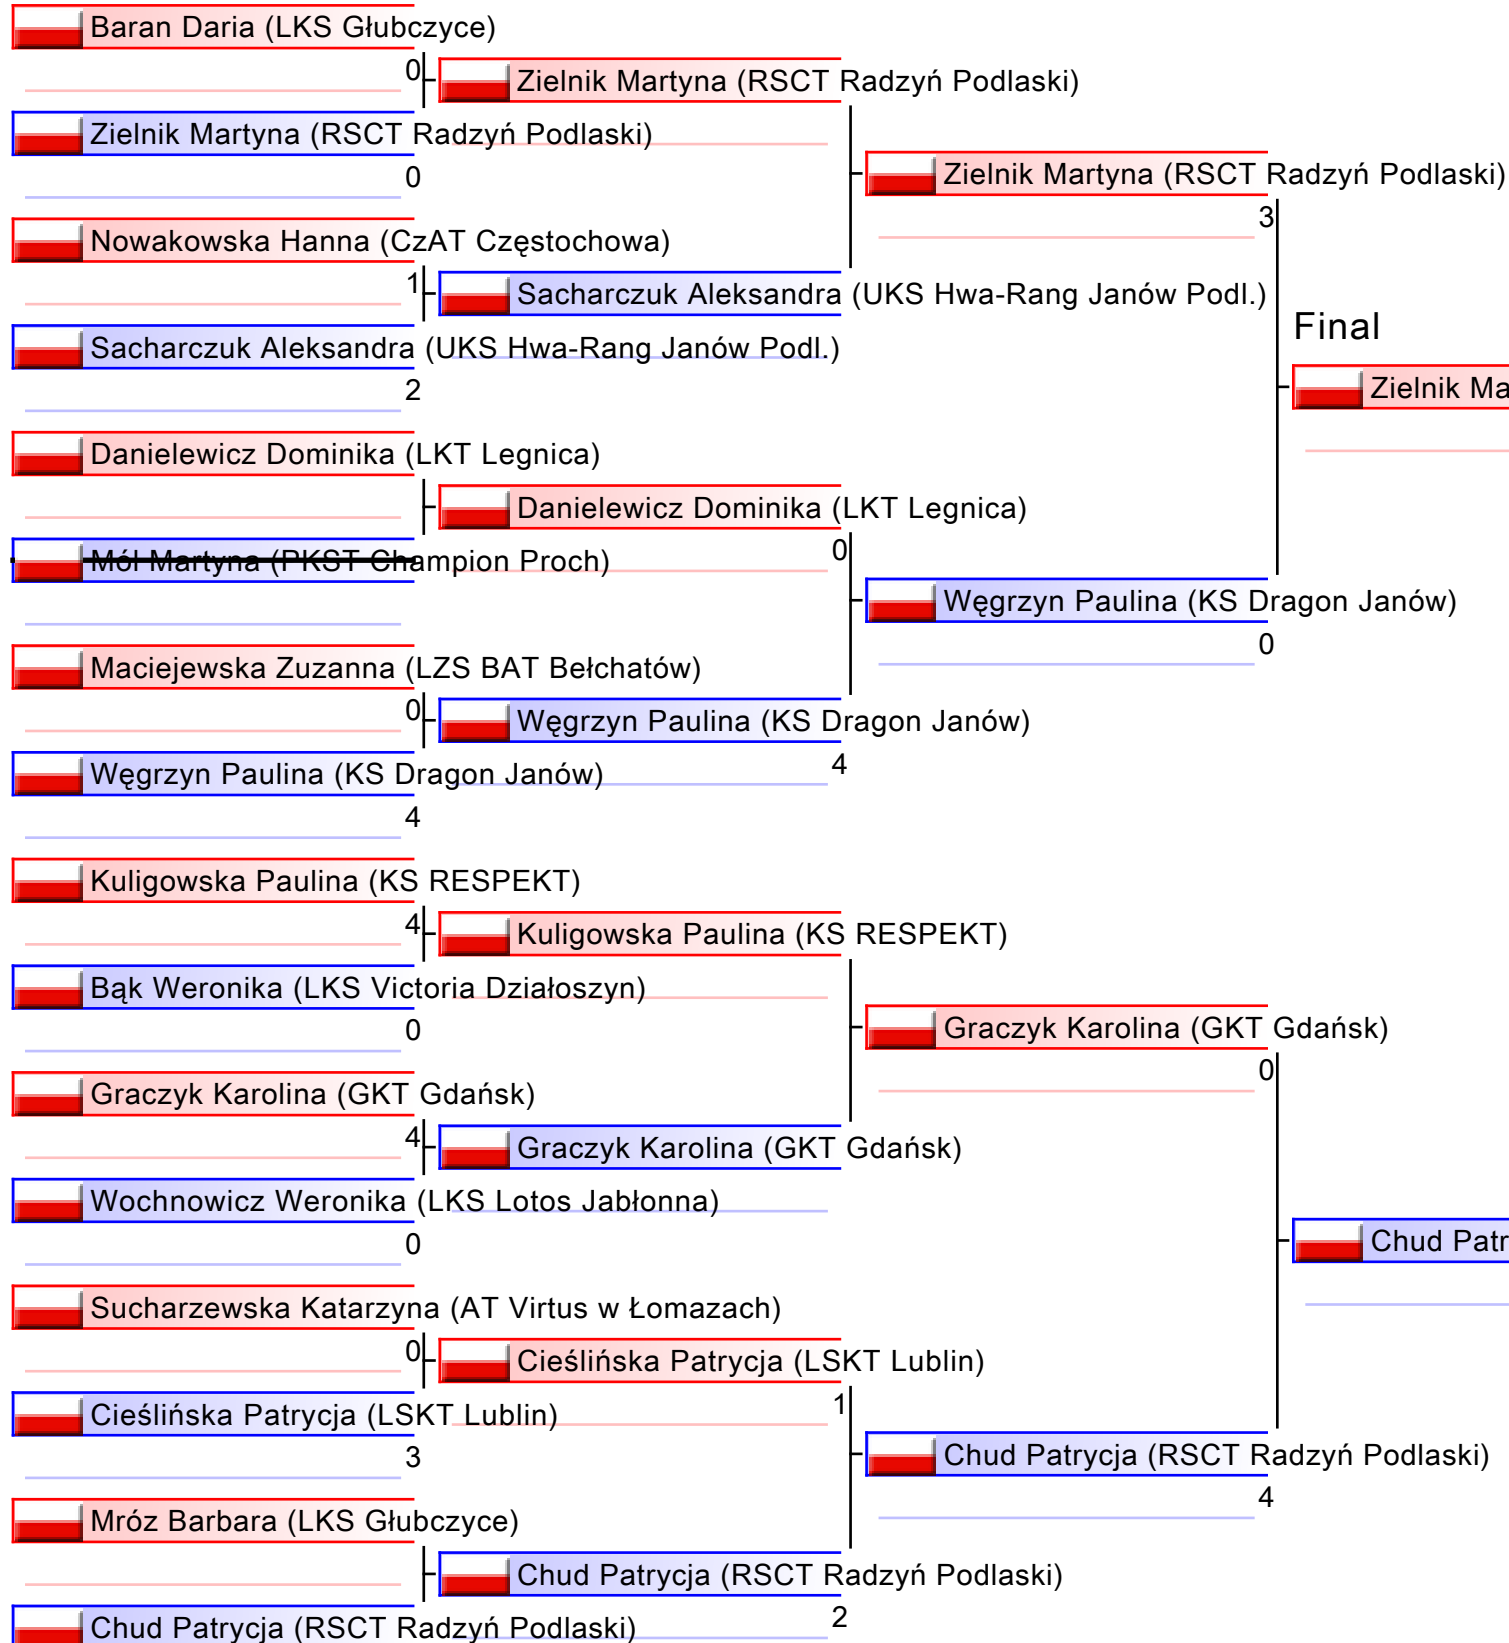 Baran Daria (LKS Głubczyce)
0
Zielnik Martyna (RSCT Radzyń Podlaski)
Zielnik Martyna (RSCT Radzyń Podlaski)
0
Zielnik Martyna (RSCT Radzyń Podlaski)
3
Nowakowska Hanna (CzAT Częstochowa)
1
Sacharczuk Aleksandra (UKS Hwa-Rang Janów Podl.)
Final
Sacharczuk Aleksandra (UKS Hwa-Rang Janów Podl.)
2
Zielnik Ma
Danielewicz Dominika (LKT Legnica)
Danielewicz Dominika (LKT Legnica)
0
Mól Martyna (PKST Champion Proch)
Węgrzyn Paulina (KS Dragon Janów)
0
Maciejewska Zuzanna (LZS BAT Bełchatów)
0
Węgrzyn Paulina (KS Dragon Janów)
4
Węgrzyn Paulina (KS Dragon Janów)
4
Kuligowska Paulina (KS RESPEKT)
4
Kuligowska Paulina (KS RESPEKT)
Bąk Weronika (LKS Victoria Działoszyn)
0
Graczyk Karolina (GKT Gdańsk)
0
Graczyk Karolina (GKT Gdańsk)
4
Graczyk Karolina (GKT Gdańsk)
Wochnowicz Weronika (LKS Lotos Jabłonna)
0
Chud Patr
Sucharzewska Katarzyna (AT Virtus w Łomazach)
0
Cieślińska Patrycja (LSKT Lublin)
1
Cieślińska Patrycja (LSKT Lublin)
3
Chud Patrycja (RSCT Radzyń Podlaski)
4
Mróz Barbara (LKS Głubczyce)
Chud Patrycja (RSCT Radzyń Podlaski)
2
Chud Patrycja (RSCT Radzyń Podlaski)